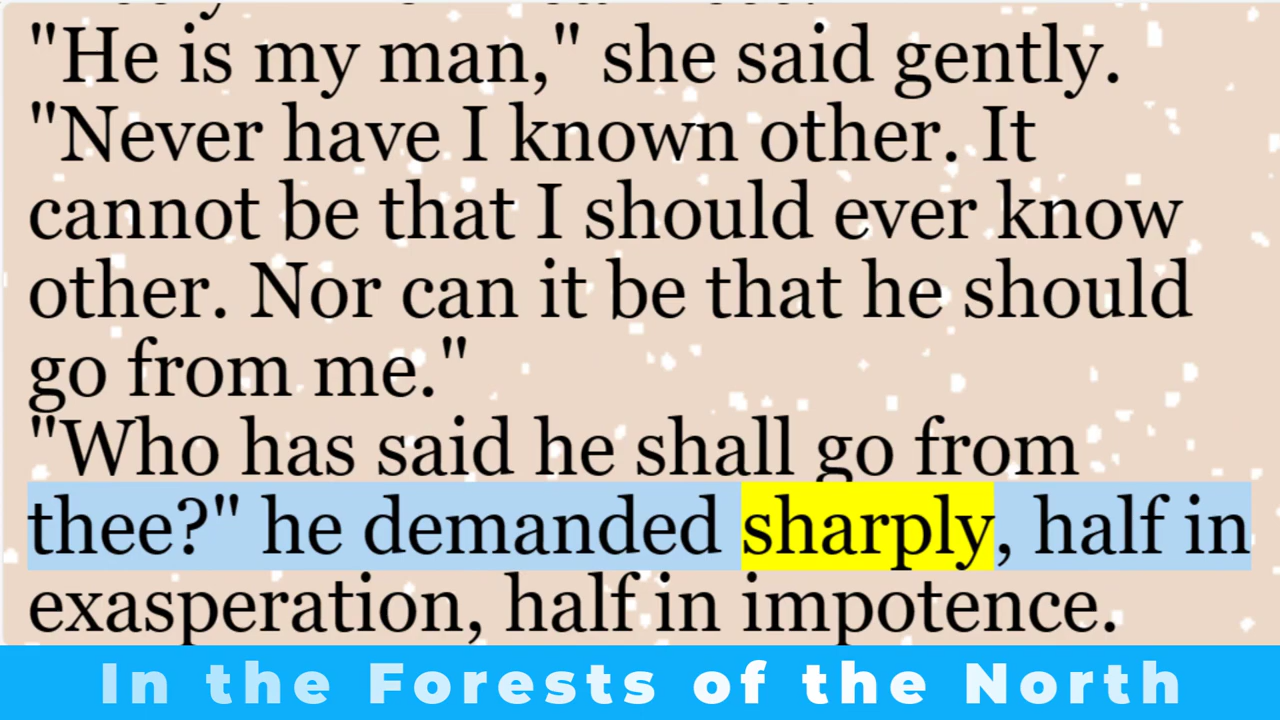 "He is my man," she said gently.
"Never have I known other. It
cannot be that I should ever know
other. Nor can it be that he should
go from me."
"Who has said he shall go from
thee?" he demanded sharply, half in
exasperation, half in impotence.
In the Forests of the North